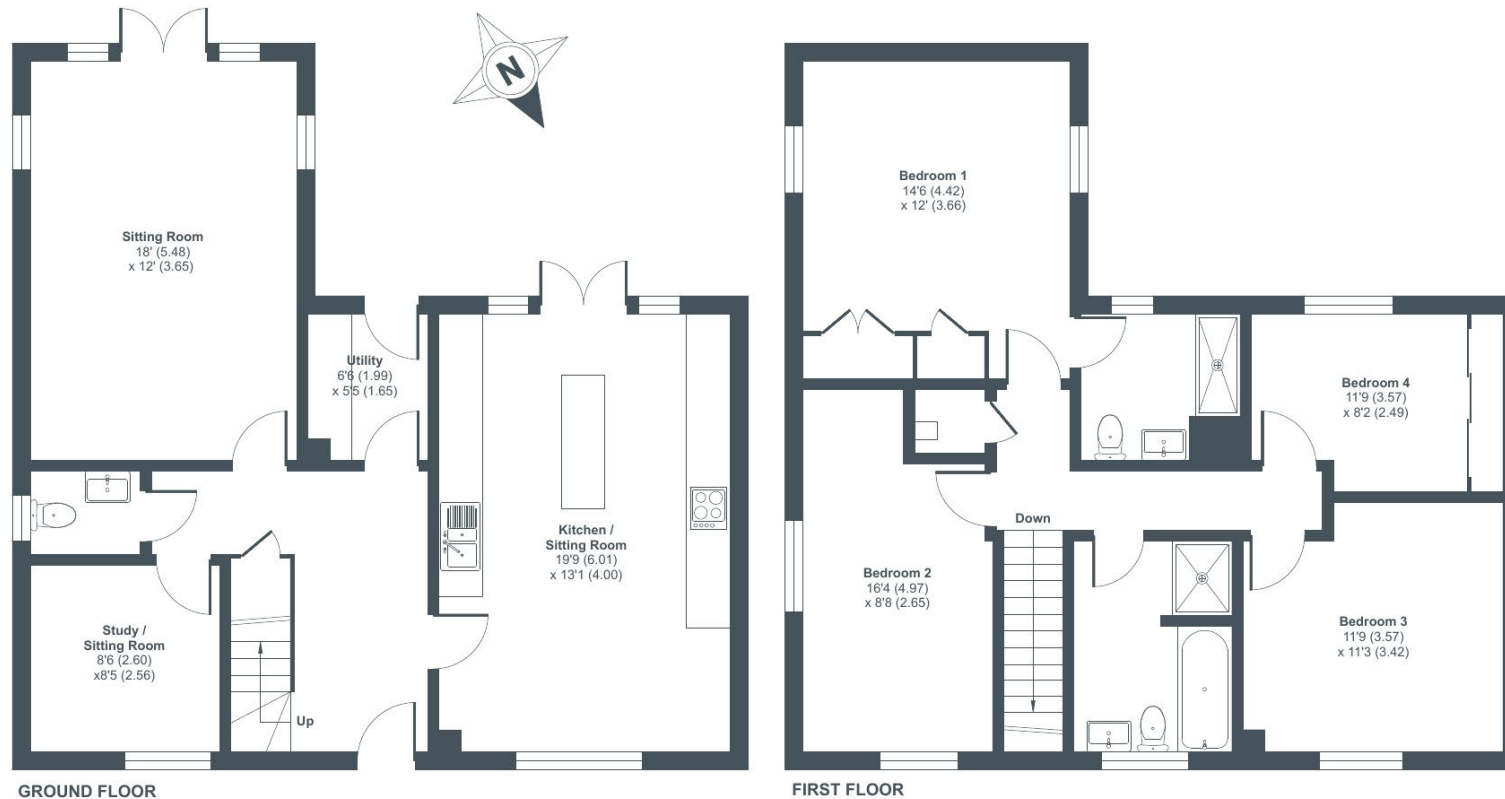 N
Sitting Room
18' (5.48)
x 12' (3.65)
Utility
6'6 (1.99)
x 5'5 (1.65)
Kitchen /
Sitting Room
19'9 (6.01)
x 13'1 (4.00)
Study /
Sitting Room
8'6 (2.60)
x8'5 (2.56)
Up
GROUND FLOOR
Bedroom 1
14'6 (4.42)
x 12' (3.66)
Bedroom 4
11'9 (3.57)
x 8'2 (2.49)
Down
Bedroom 2
16'4 (4.97)
x 8'8 (2.65)
Bedroom 3
11'9 (3.57)
x 11'3 (3.42)
FIRST FLOOR